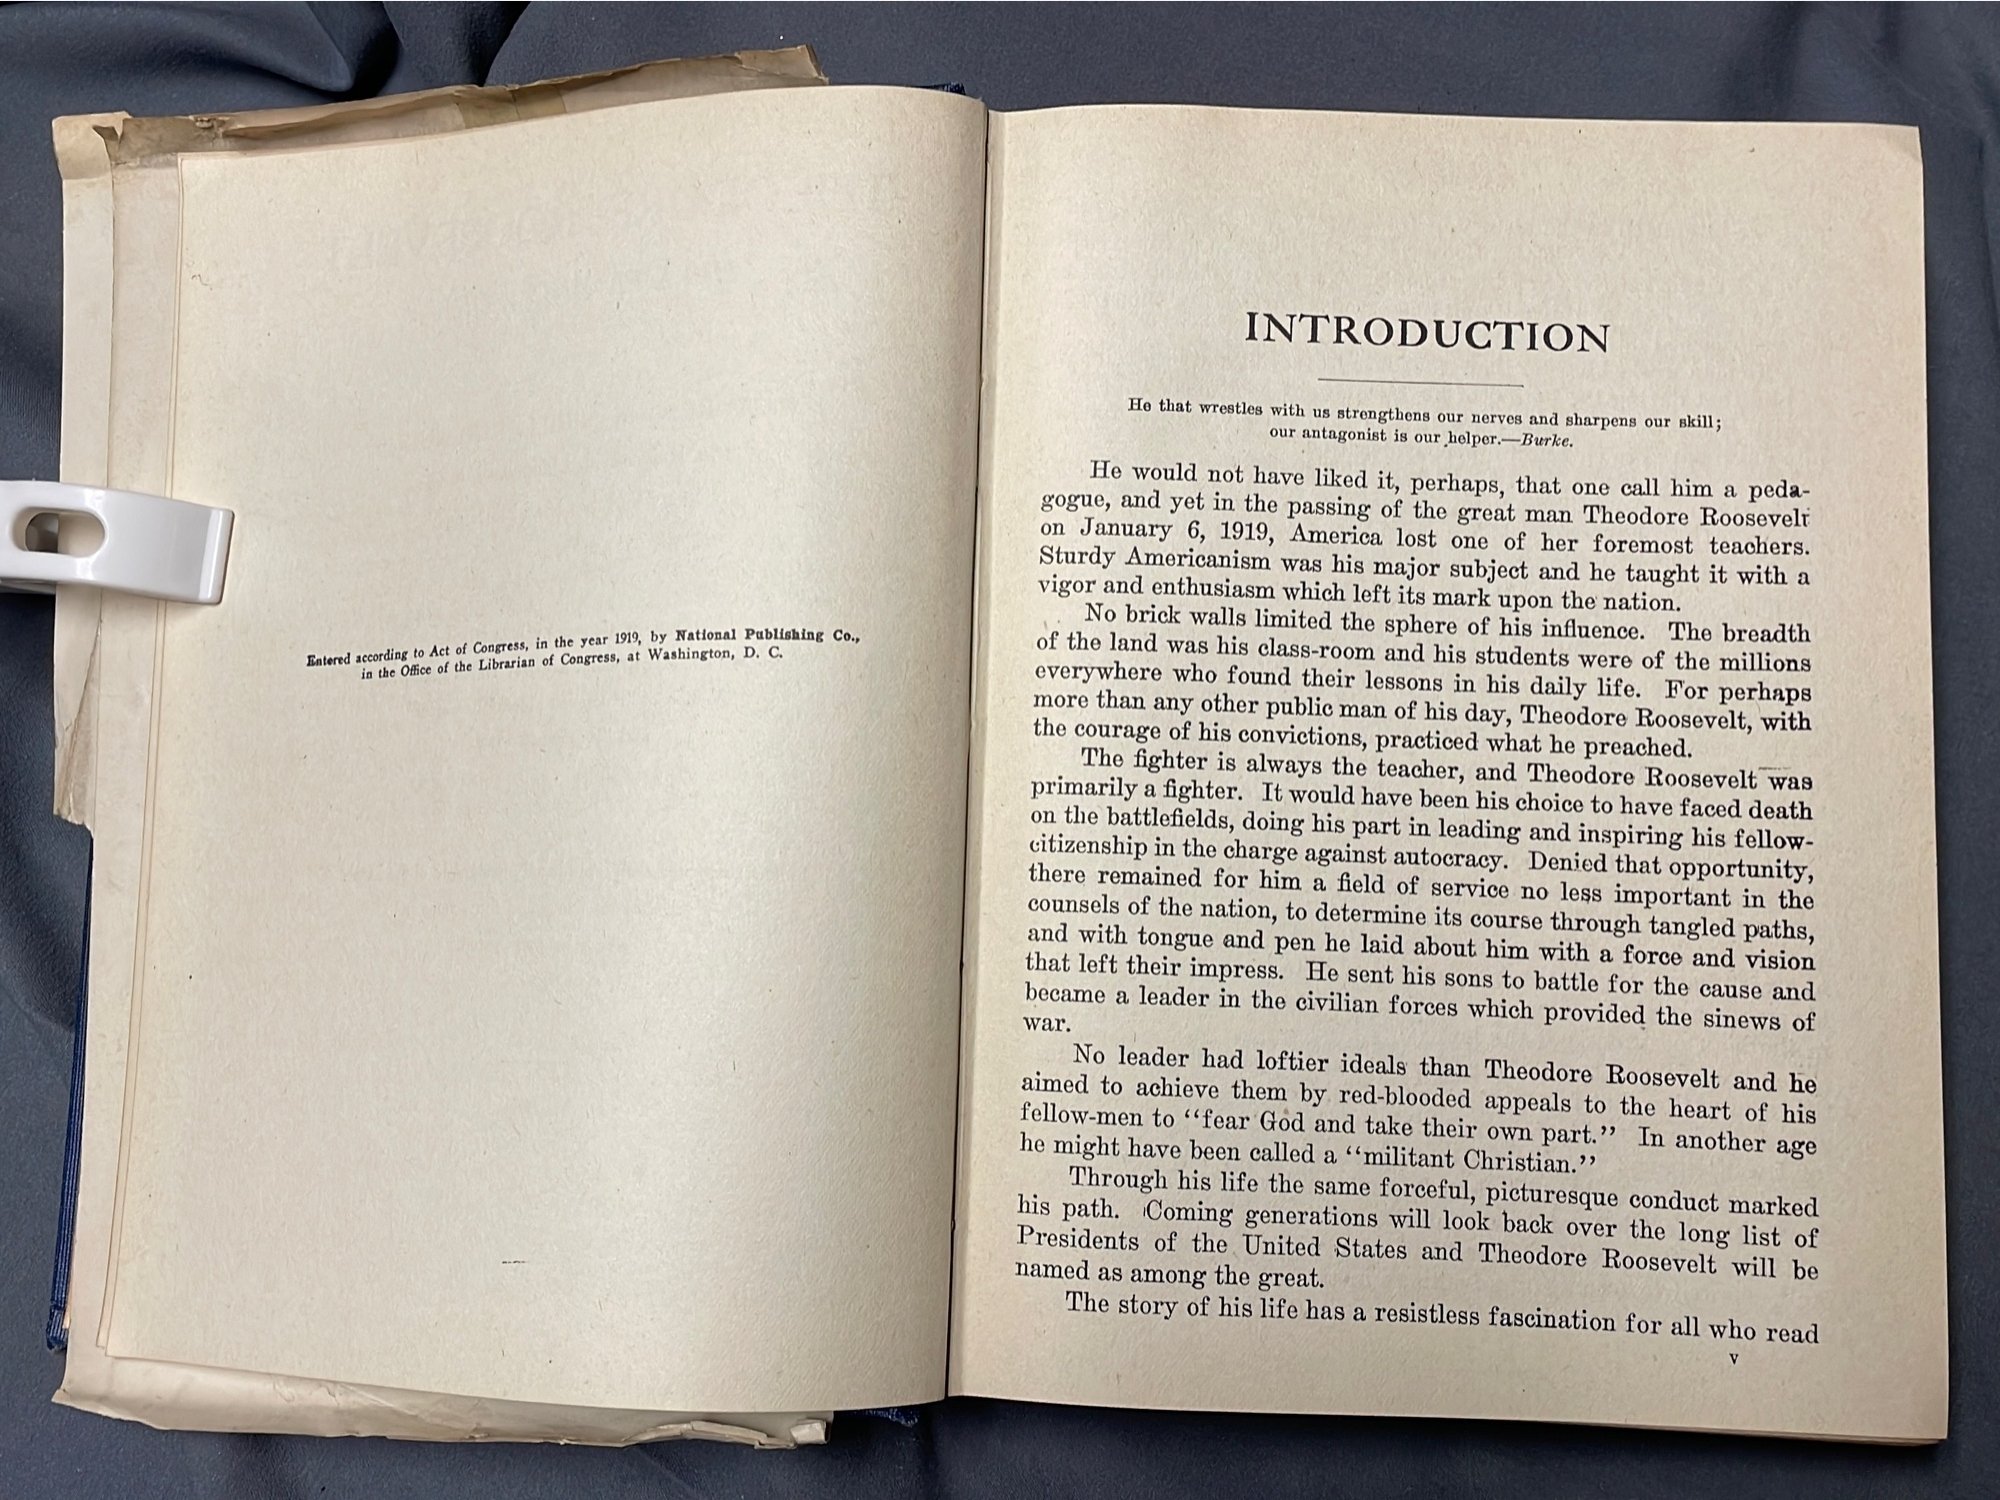 Entered according to Act of Congress, in the year 1919, by National Publishing Co.,
in the Office of the Librarian of Congress, at Washington, D. C.
INTRODUCTION
He that wrestles with us strengthens our nerves and sharpens our skill;
our antagonist is our helper.—Burke.
He would not have liked it, perhaps, that one call him a peda-
gogue, and yet in the passing of the great man Theodore Roosevelt
on January 6, 1919, America lost one of her foremost teachers.
Sturdy Americanism was his major subject and he taught it with a
vigor and enthusiasm which left its mark upon the nation.
No brick walls limited the sphere of his influence. The breadth
of the land was his class-room and his students were of the millions
everywhere who found their lessons in his daily life. For perhaps
more than any other public man of his day, Theodore Roosevelt, with
the courage of his convictions, practiced what he preached.
The fighter is always the teacher, and Theodore Roosevelt was
primarily a fighter. It would have been his choice to have faced death
on the battlefields, doing his part in leading and inspiring his fellow-
citizenship in the charge against autocracy. Denied that opportunity,
there remained for him a field of service no less important in the
counsels of the nation, to determine its course through tangled paths,
and with tongue and pen he laid about him with a force and vision
that left their impress. He sent his sons to battle for the cause and
became a leader in the civilian forces which provided the sinews of
war.
No leader had loftier ideals than Theodore Roosevelt and he
aimed to achieve them by red-blooded appeals to the heart of his
fellow-men to "fear God and take their own part." In another age
he might have been called a "militant Christian."
Through his life the same forceful, picturesque conduct marked
his path. Coming generations will look back over the long list of
Presidents of the United States and Theodore Roosevelt will be
named as among the great.
The story of his life has a resistless fascination for all who read
v